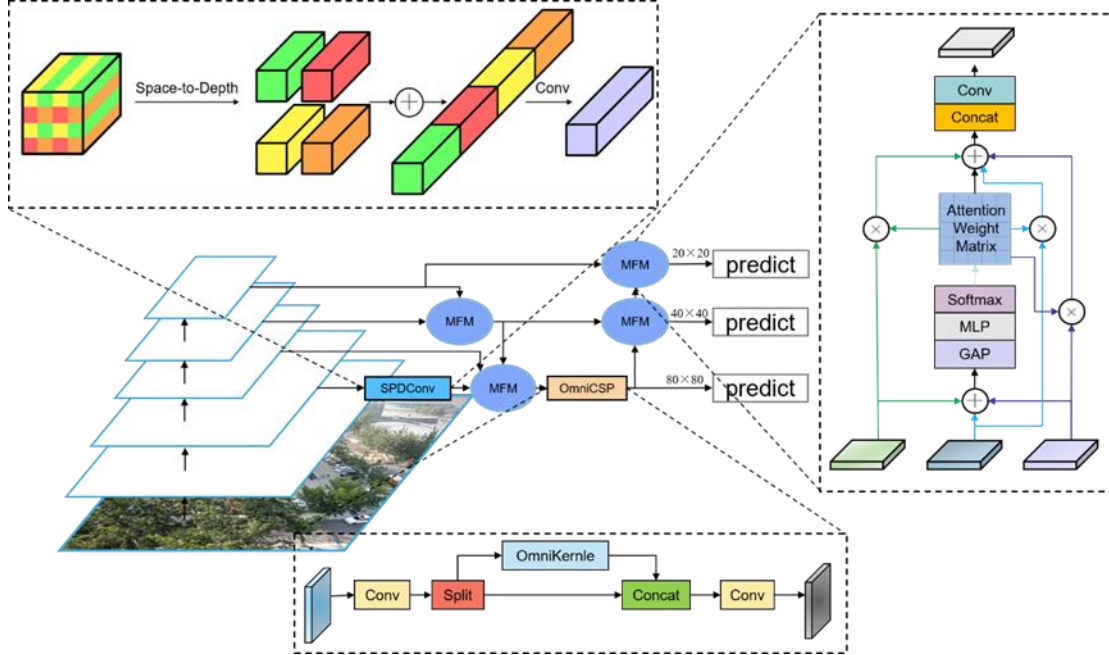 Space-to-Depth
Conv
Conv
Concat
Attention
Weight
Matrix
Softmax
MLP
GAP
MFM
20×20
predict
MFM
MFM
40×40
predict
SPDConv
MFM
OmniCSP
80×80
predict
OmniKernle
Conv
Split
Concat
Conv